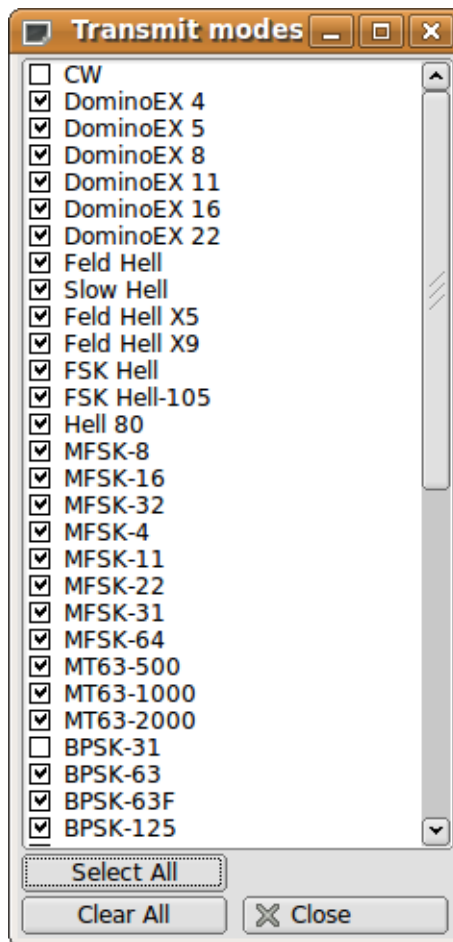 Transmit modes
CW
DominoEX 4
DominoEX 5
DominoEX 8
DominoEX 11
DominoEX 16
DominoEX 22
Feld Hell
Slow Hell
Feld Hell X5
Feld Hell X9
FSK Hell
FSK Hell-105
Hell 80
MFSK-8
MFSK-16
MFSK-32
MFSK-4
MFSK-11
MFSK-22
MFSK-31
MFSK-64
MT63-500
MT63-1000
MT63-2000
BPSK-31
BPSK-63
BPSK-63F
BPSK-125
Select All
Clear All
Close